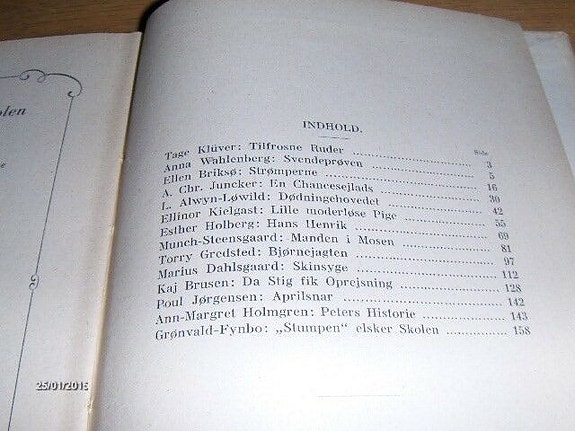 olen
INDHOLD.
Side
Tage Klüver: Tilfrosne Ruder ........ 3
Anna Wahlenberg: Svendeprøven ........ 5
Ellen Briksø: Strømperne ........ 16
A. Chr. Juncker: En Chancesejlads ........ 30
L. Alwyn-Løwild: Dødningehovedet ........ 42
Ellinor Kielgast: Lille moderløse Pige ........ 55
Esther Holberg: Hans Henrik ........ 69
Munch-Steensgaard: Manden i Mosen ........ 81
Torry Gredsted: Bjørnejagten ........ 97
Marius Dahlsgaard: Skinsyge ........ 112
Kaj Brusen: Da Stig fik Oprejsning ........ 128
Poul Jørgensen: Aprilsnar ........ 142
Ann-Margret Holmgren: Peters Historie ........ 143
Grønvald-Fynbo: „Stumpen" elsker Skolen ........ 158
25/01/2015